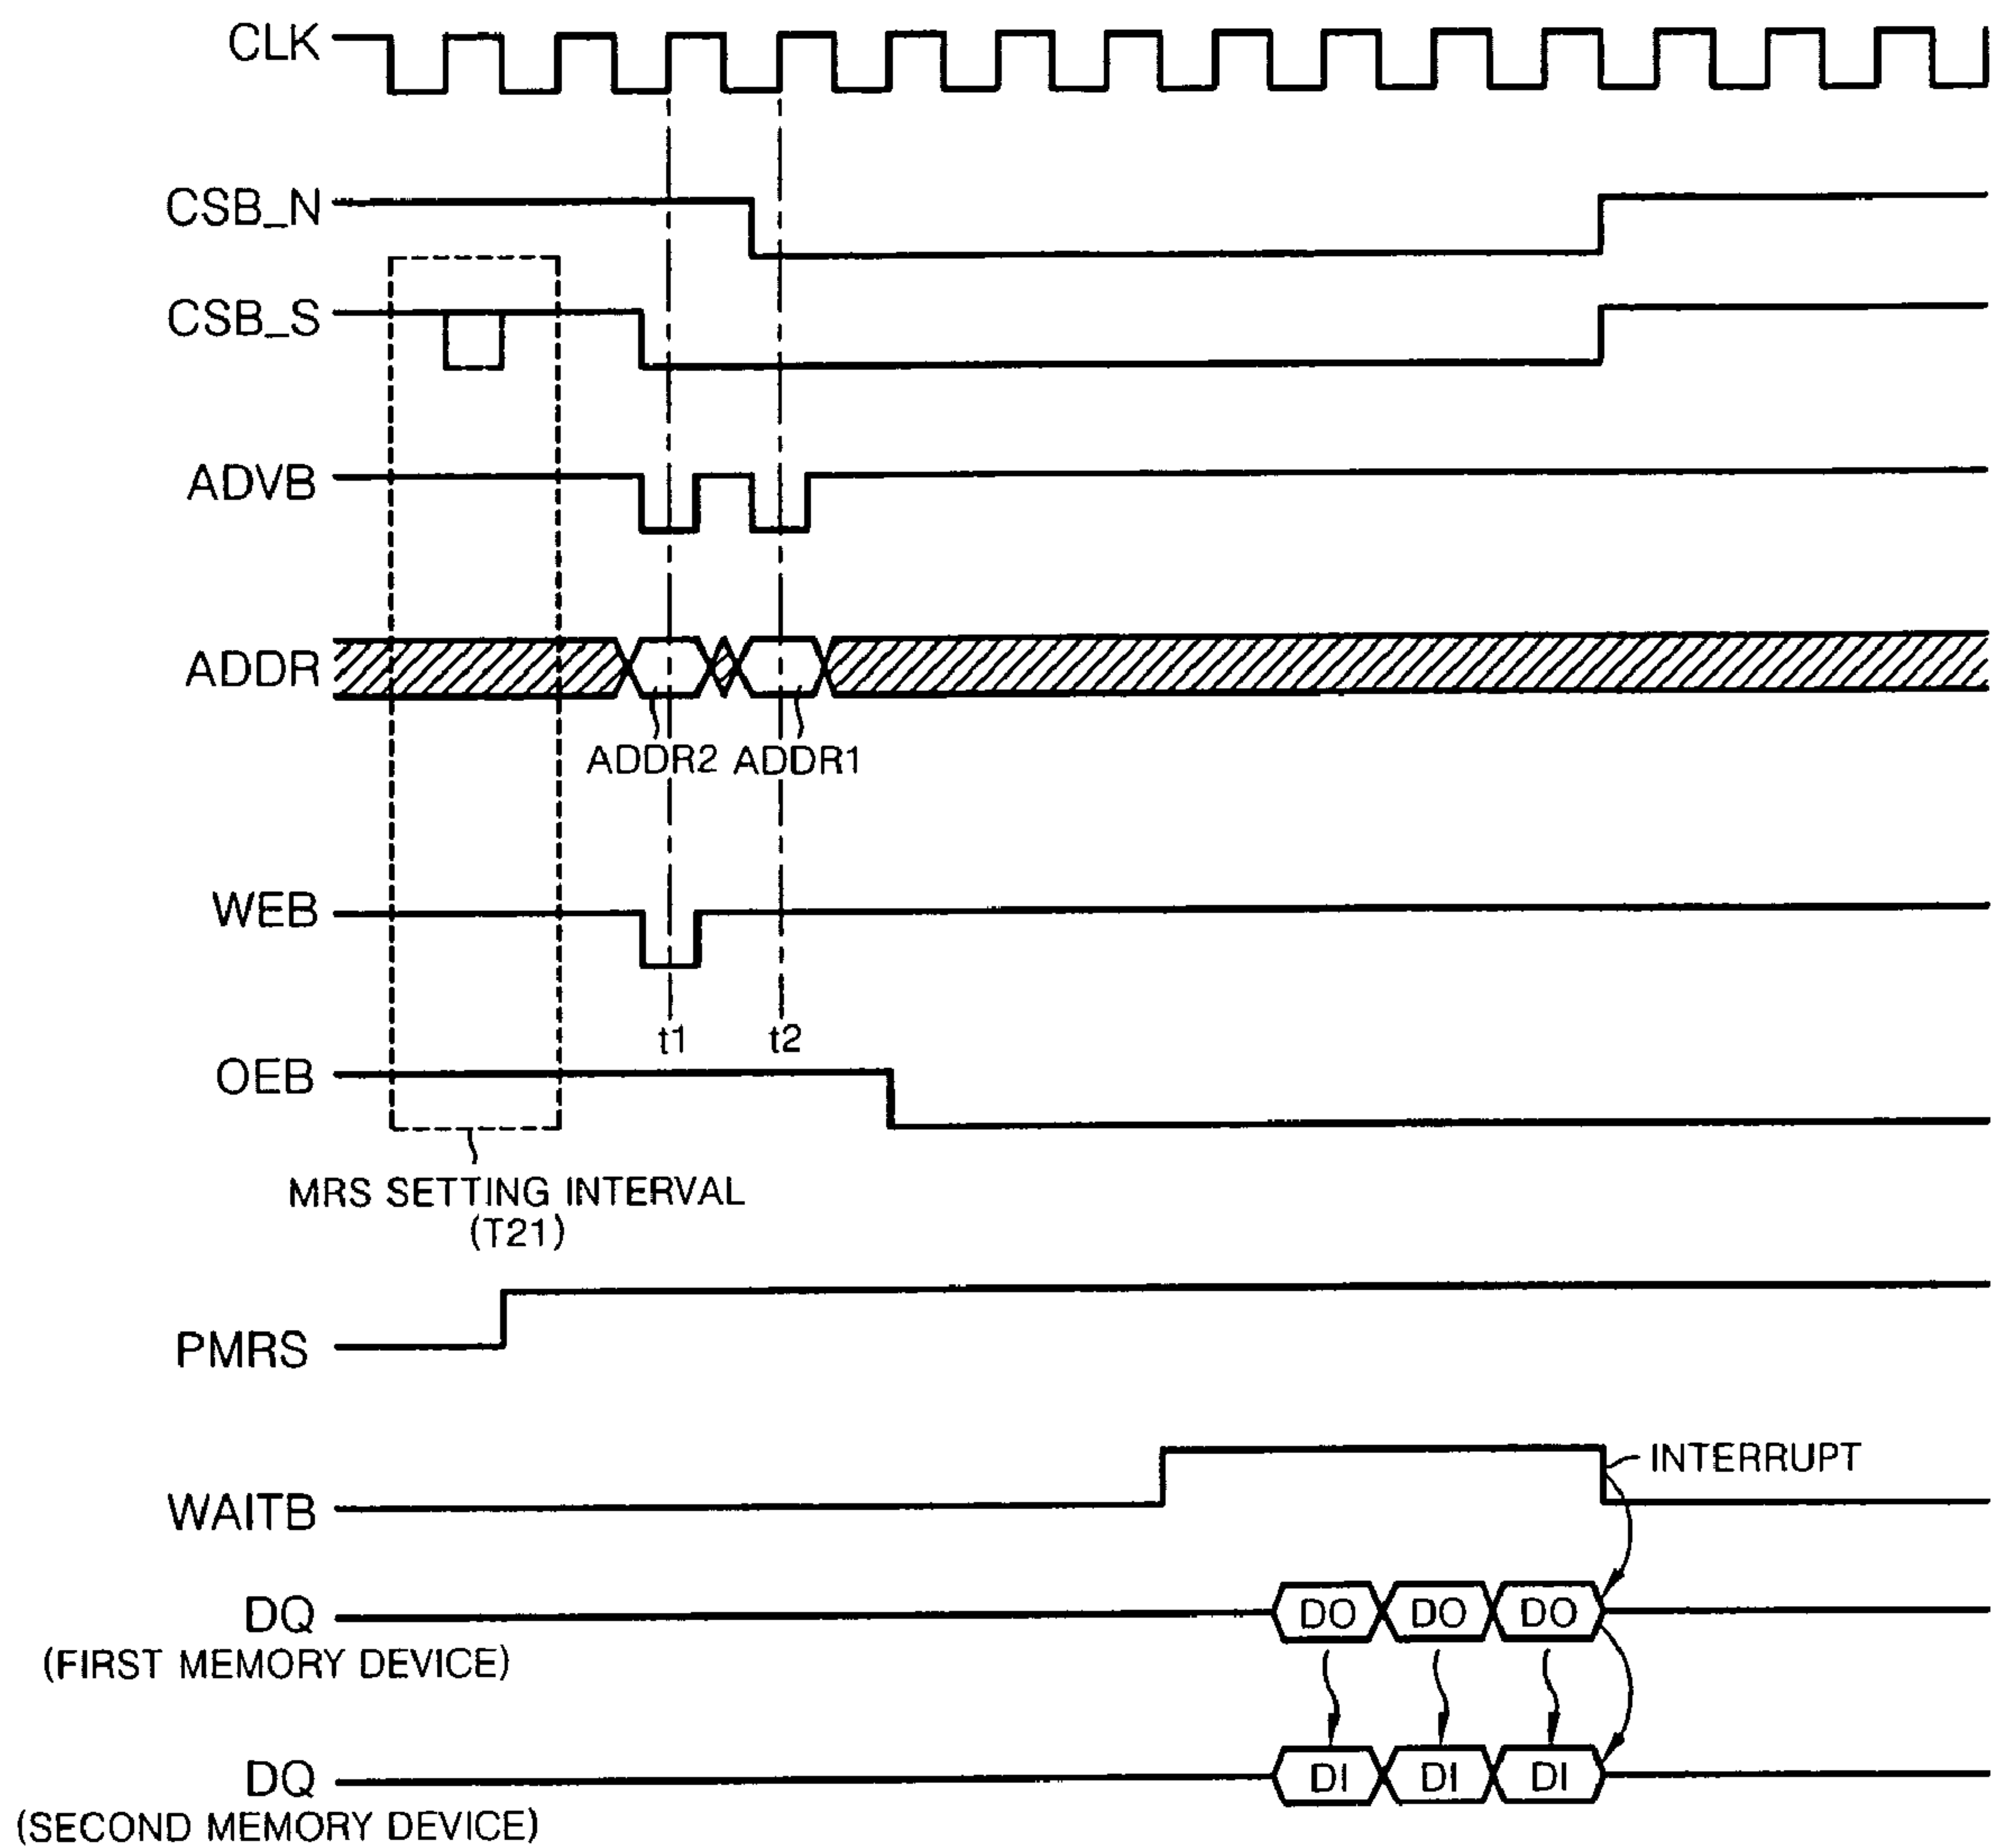 CLK
CSB_N
CSB_S
ADVB
ADDR
ADDR2 ADDR1
WEB
t1 t2
OEB
MRS SETTING INTERVAL
(T21)
PMRS
INTERRUPT
WAITB
DQ DO DO DO
(FIRST MEMORY DEVICE)
DQ DI DI DI
(SECOND MEMORY DEVICE)